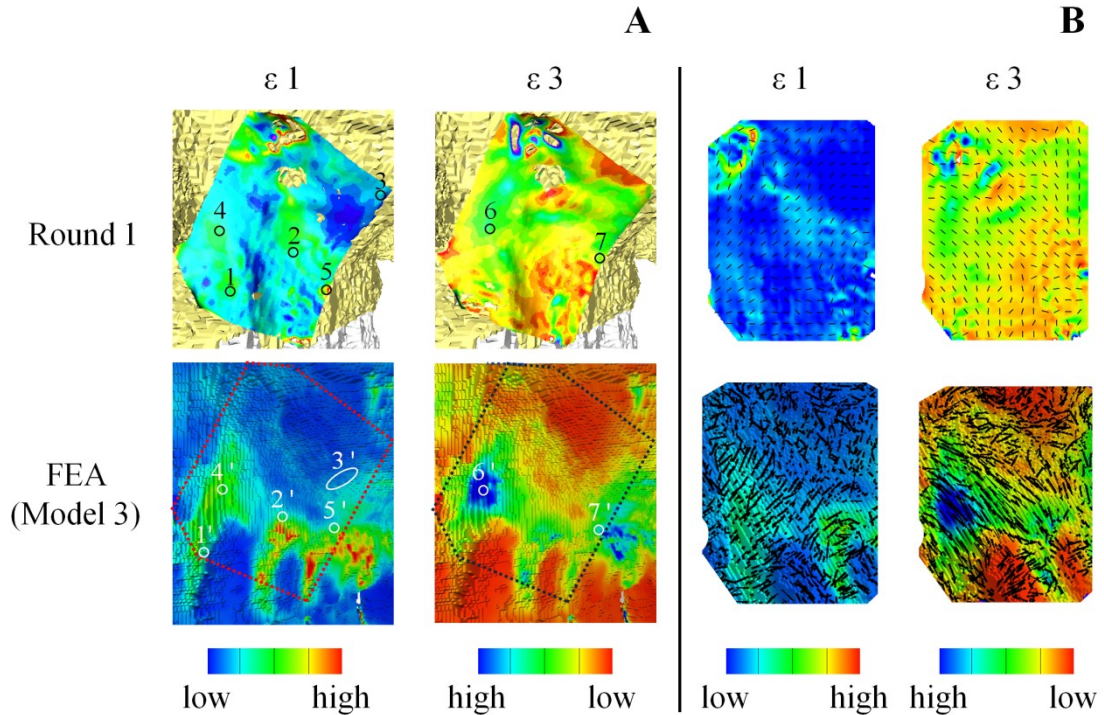 A
B
ε 1
ε 3
ε 1
ε 3
Round 1
4
1
2
3
5
6
7
FEA
(Model 3)
4'
1'
2'
3'
5'
6'
7'
low
high
high
low
low
high
high
low